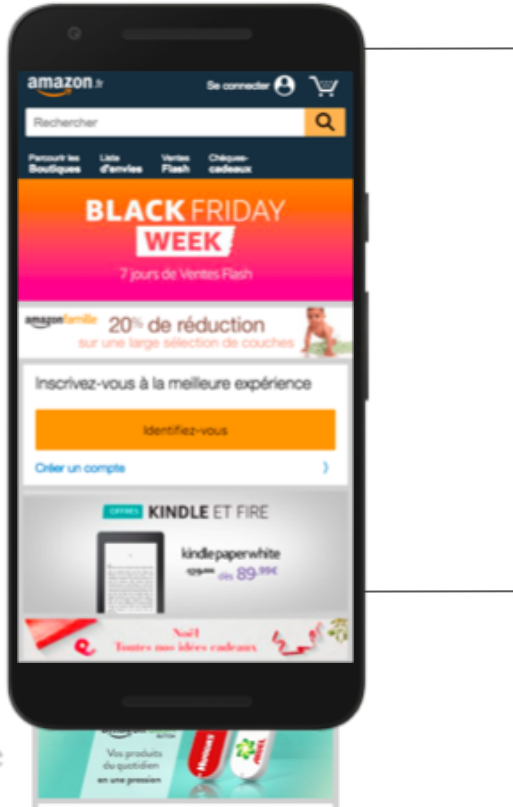 amazon.fr
Se connecter
Rechercher
Parcourir les
Boutiques
Liste
d'envies
Ventes
Flash
Chèques-
cadeaux
BLACK FRIDAY
WEEK
7 jours de Ventes Flash
amazonfamille
20% de réduction
sur une large sélection de couches
Inscrivez-vous à la meilleure expérience
Identifiez-vous
Créer un compte
OFFRES KINDLE ET FIRE
kindle paperwhite
dès 89,99€
Noël
Toutes nos idées cadeaux
Vos produits
du quotidien
en une pression